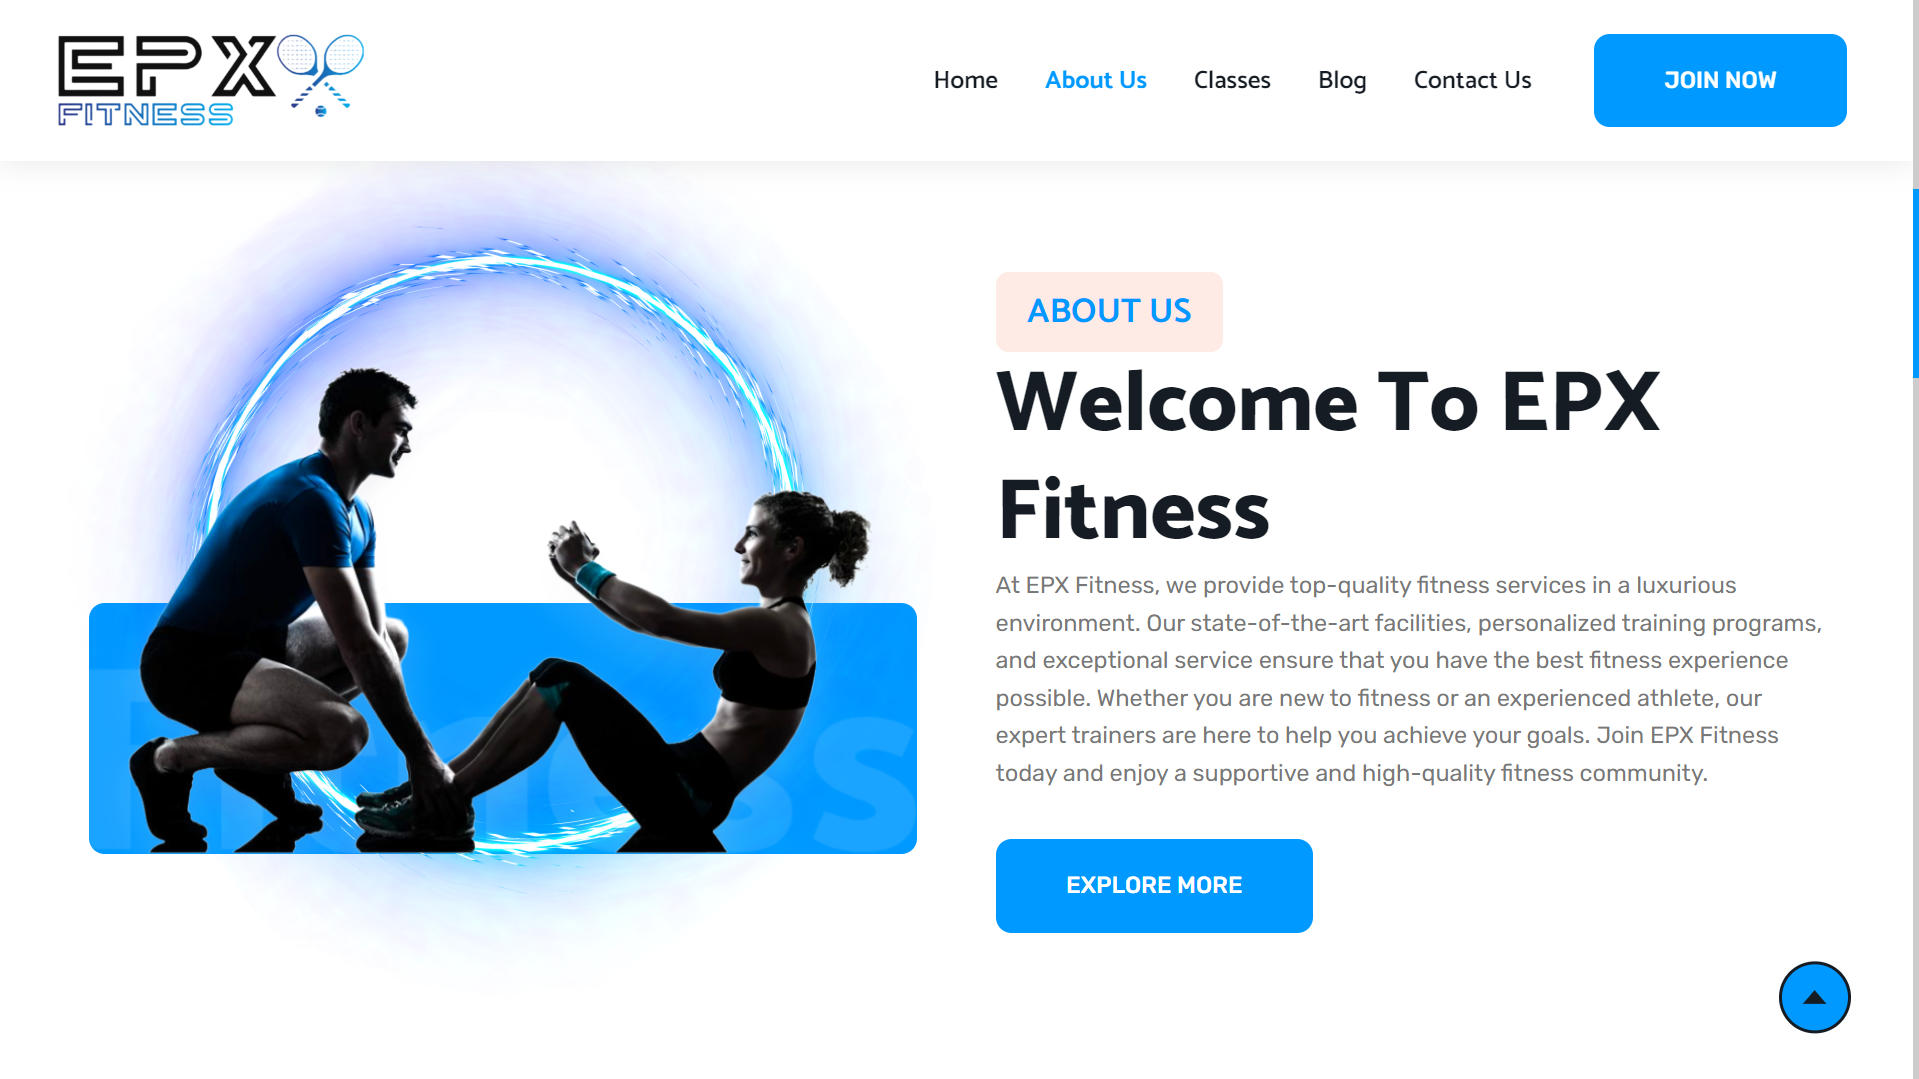 EPX
FITNESS
Home
About Us
Classes
Blog
Contact Us
JOIN NOW
ABOUT US
Welcome To EPX
Fitness
At EPX Fitness, we provide top-quality fitness services in a luxurious
environment. Our state-of-the-art facilities, personalized training programs,
and exceptional service ensure that you have the best fitness experience
possible. Whether you are new to fitness or an experienced athlete, our
expert trainers are here to help you achieve your goals. Join EPX Fitness
today and enjoy a supportive and high-quality fitness community.
EXPLORE MORE
Fitness